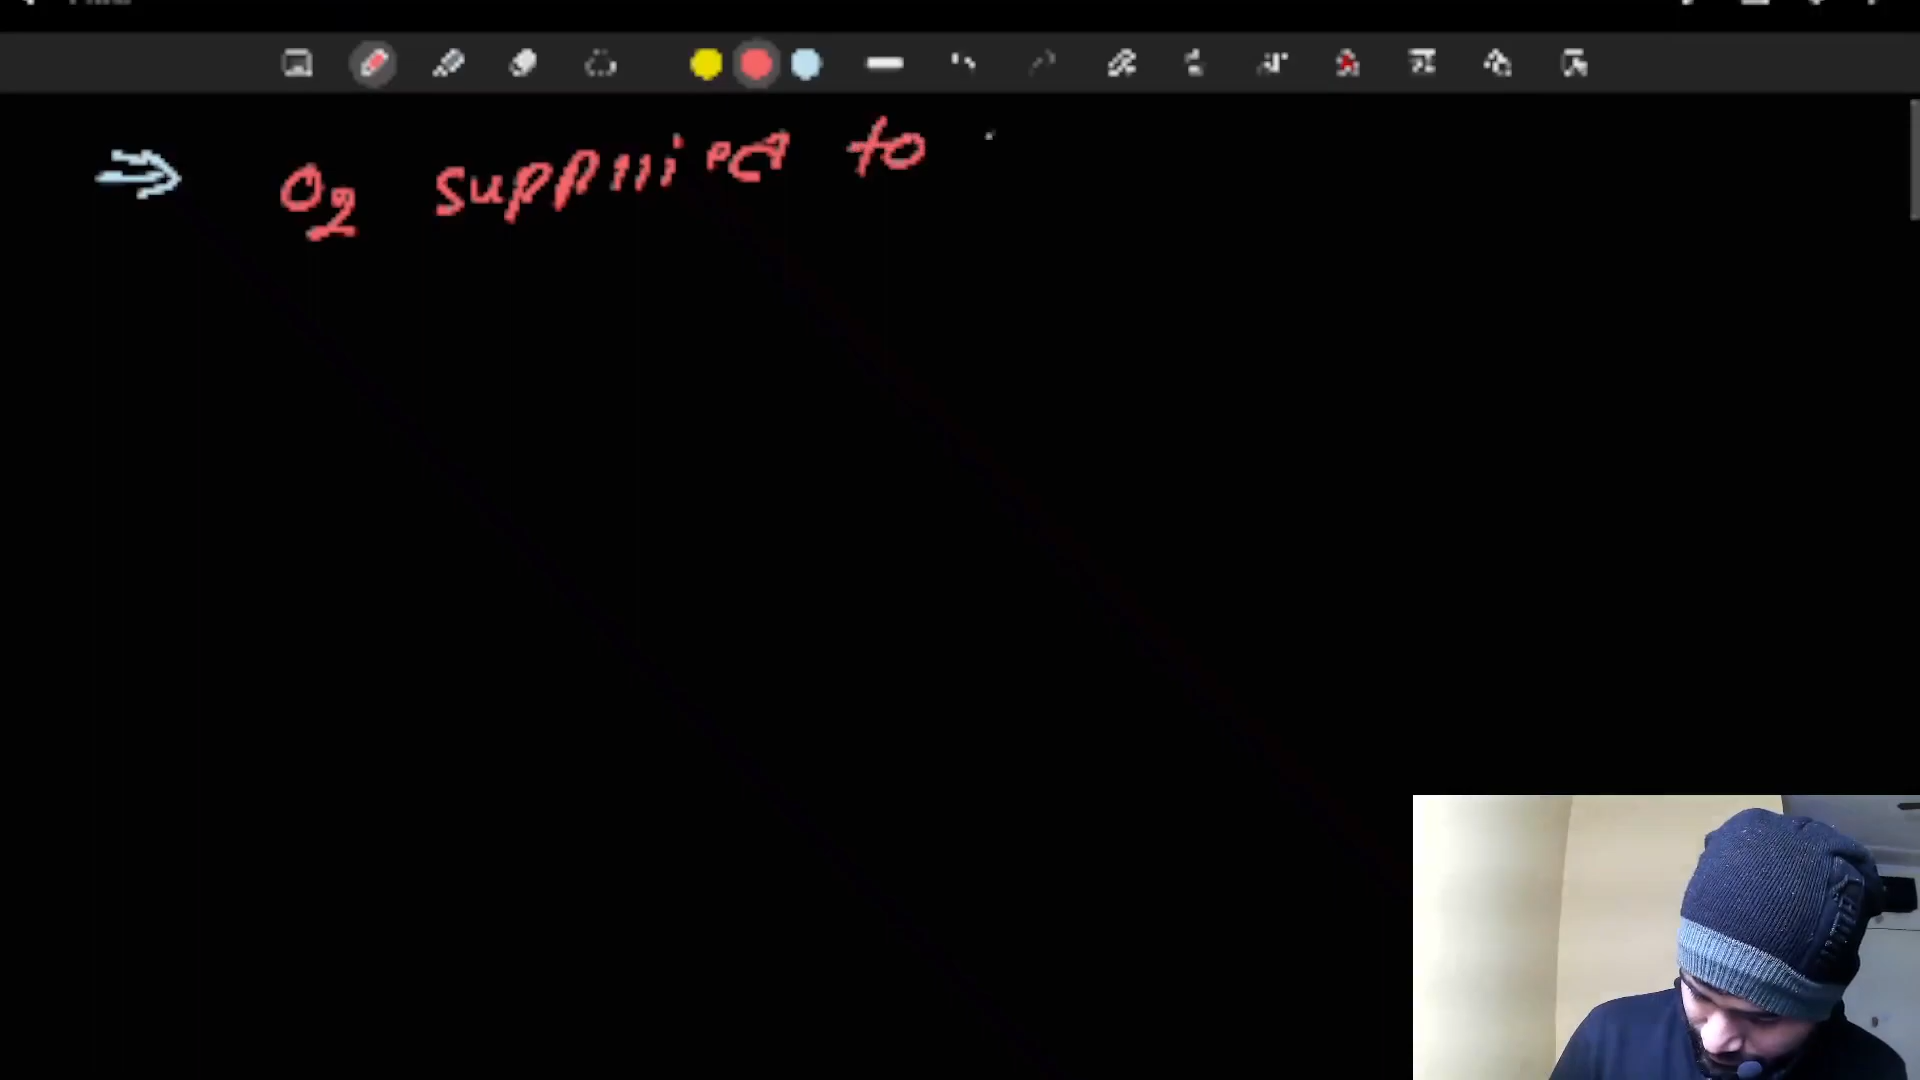 ⇒ O₂ supplied to